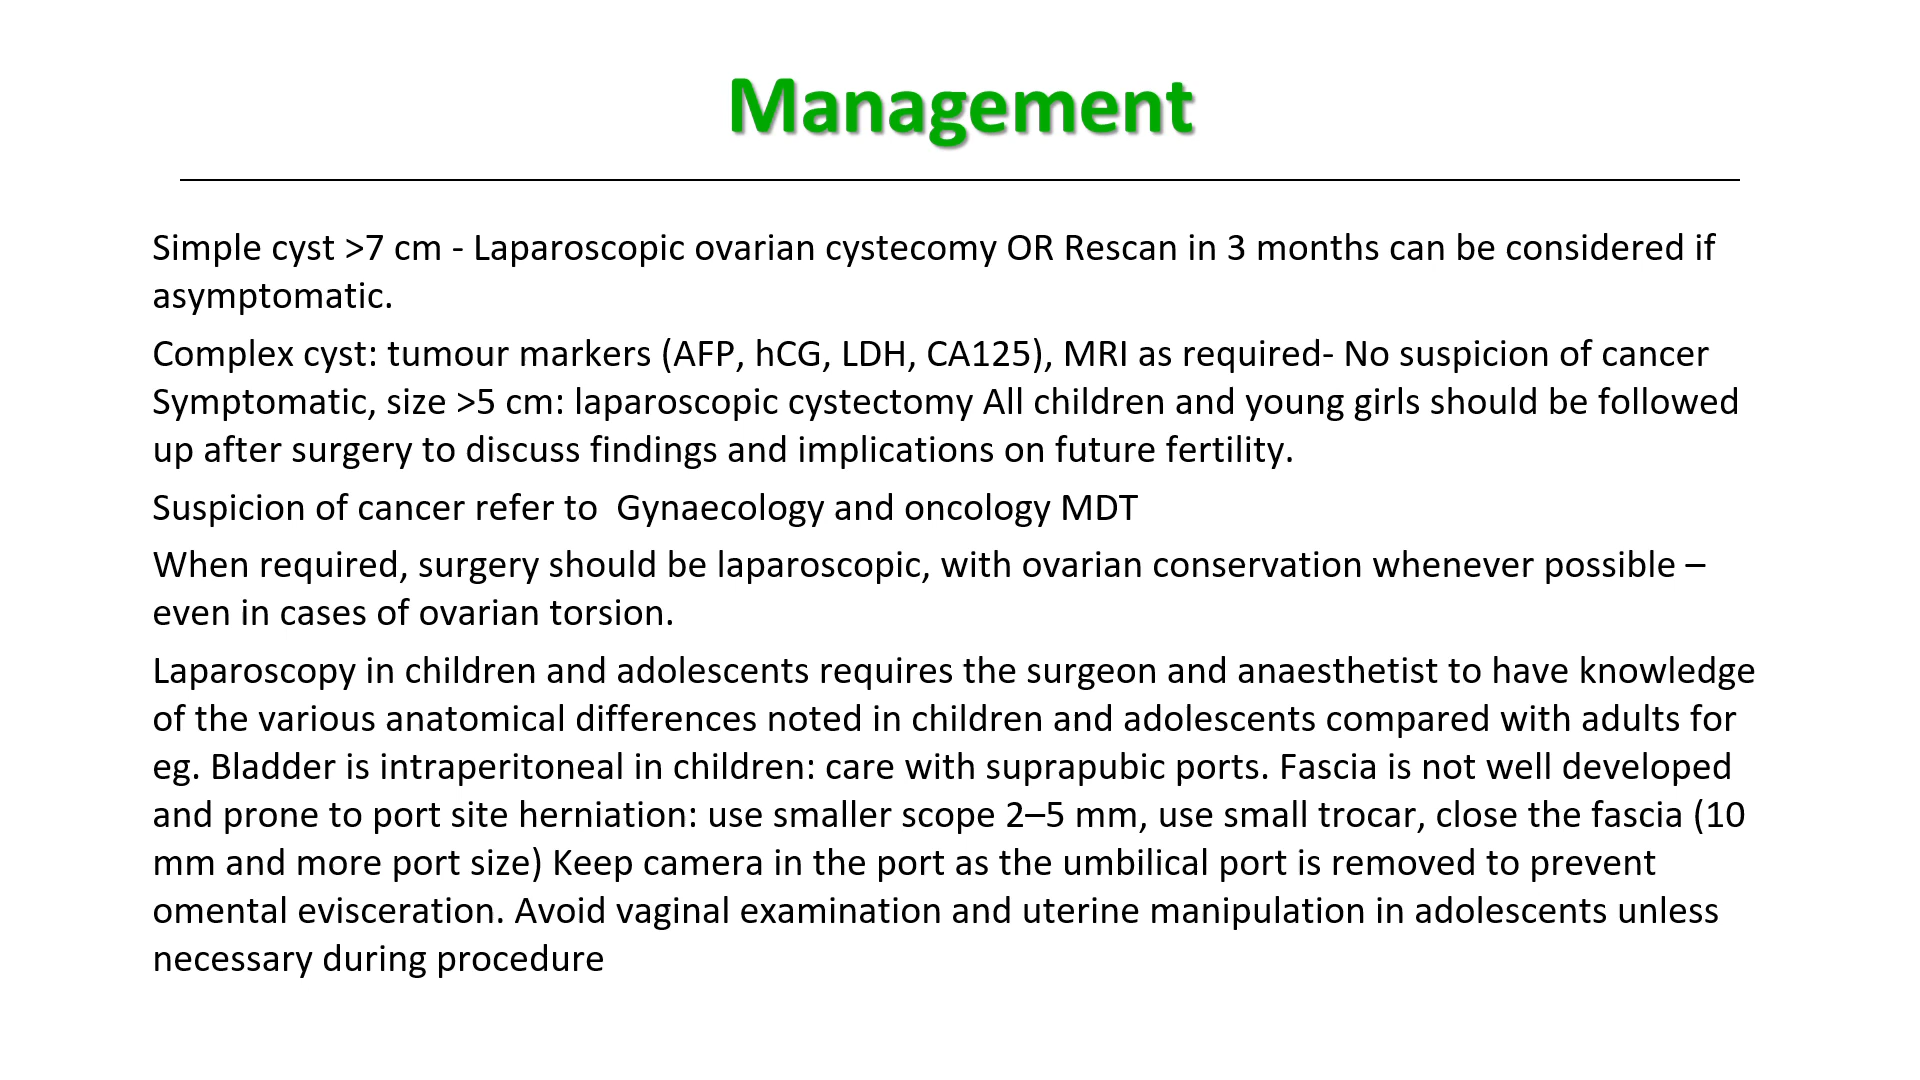 Management
Simple cyst >7 cm - Laparoscopic ovarian cystecomy OR Rescan in 3 months can be considered if
asymptomatic.
Complex cyst: tumour markers (AFP, hCG, LDH, CA125), MRI as required- No suspicion of cancer
Symptomatic, size >5 cm: laparoscopic cystectomy All children and young girls should be followed
up after surgery to discuss findings and implications on future fertility.
Suspicion of cancer refer to  Gynaecology and oncology MDT
When required, surgery should be laparoscopic, with ovarian conservation whenever possible –
even in cases of ovarian torsion.
Laparoscopy in children and adolescents requires the surgeon and anaesthetist to have knowledge
of the various anatomical differences noted in children and adolescents compared with adults for
eg. Bladder is intraperitoneal in children: care with suprapubic ports. Fascia is not well developed
and prone to port site herniation: use smaller scope 2–5 mm, use small trocar, close the fascia (10
mm and more port size) Keep camera in the port as the umbilical port is removed to prevent
omental evisceration. Avoid vaginal examination and uterine manipulation in adolescents unless
necessary during procedure